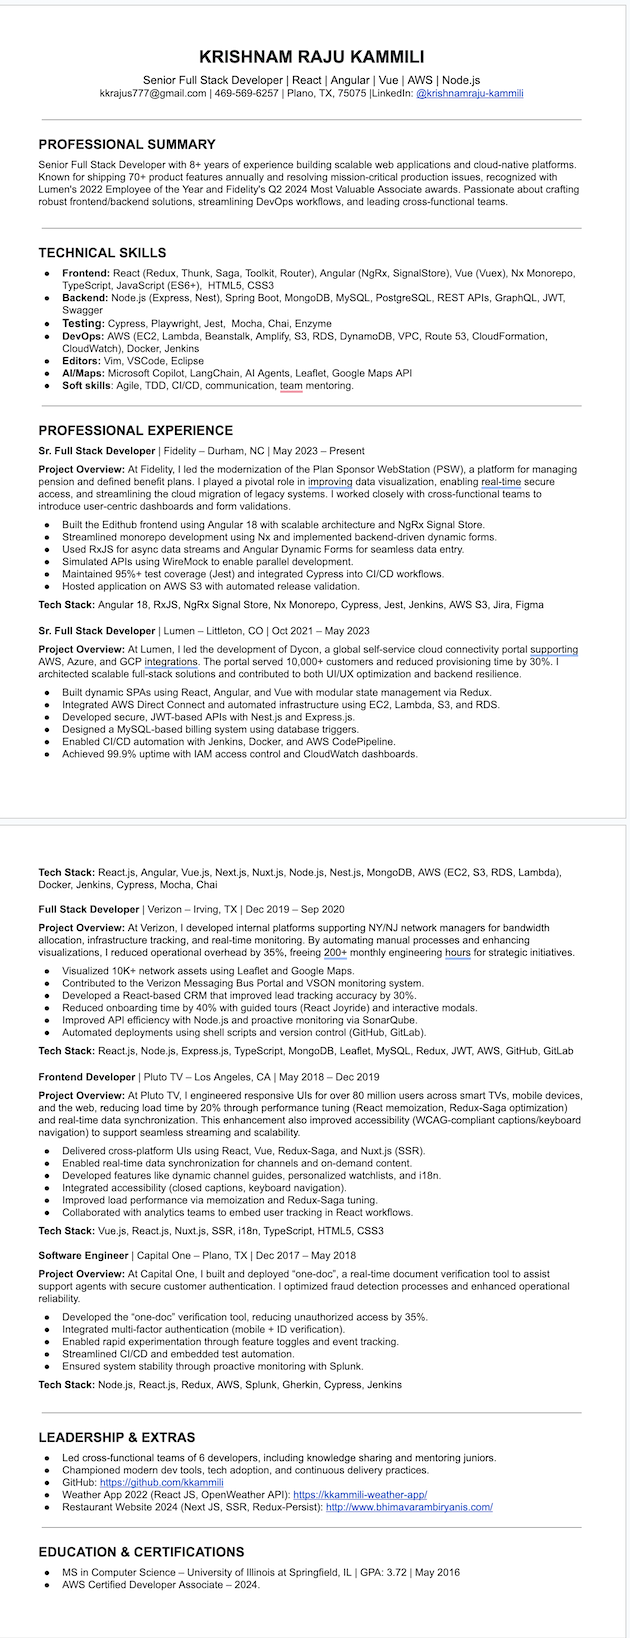 KRISHNAM RAJU KAMMILI
Senior Full Stack Developer | React | Angular | Vue | AWS | Node.js
kkrajus777@gmail.com | 469-569-6257 | Plano, TX, 75075 |LinkedIn: @krishnamraju-kammili
PROFESSIONAL SUMMARY
Senior Full Stack Developer with 8+ years of experience building scalable web applications and cloud-native platforms.
Known for shipping 70+ product features annually and resolving mission-critical production issues, recognized with
Lumen's 2022 Employee of the Year and Fidelity's Q2 2024 Most Valuable Associate awards. Passionate about crafting
robust frontend/backend solutions, streamlining DevOps workflows, and leading cross-functional teams.
TECHNICAL SKILLS
● Frontend: React (Redux, Thunk, Saga, Toolkit, Router), Angular (NgRx, SignalStore), Vue (Vuex), Nx Monorepo,
TypeScript, JavaScript (ES6+), HTML5, CSS3
● Backend: Node.js (Express, Nest), Spring Boot, MongoDB, MySQL, PostgreSQL, REST APIs, GraphQL, JWT,
Swagger
● Testing: Cypress, Playwright, Jest, Mocha, Chai, Enzyme
● DevOps: AWS (EC2, Lambda, Beanstalk, Amplify, S3, RDS, DynamoDB, VPC, Route 53, CloudFormation,
CloudWatch), Docker, Jenkins
● Editors: Vim, VSCode, Eclipse
● AI/Maps: Microsoft Copilot, LangChain, AI Agents, Leaflet, Google Maps API
● Soft skills: Agile, TDD, CI/CD, communication, team mentoring.
PROFESSIONAL EXPERIENCE
Sr. Full Stack Developer | Fidelity – Durham, NC | May 2023 – Present
Project Overview: At Fidelity, I led the modernization of the Plan Sponsor WebStation (PSW), a platform for managing
pension and defined benefit plans. I played a pivotal role in improving data visualization, enabling real-time secure
access, and streamlining the cloud migration of legacy systems. I worked closely with cross-functional teams to
introduce user-centric dashboards and form validations.
● Built the Edithub frontend using Angular 18 with scalable architecture and NgRx Signal Store.
● Streamlined monorepo development using Nx and implemented backend-driven dynamic forms.
● Used RxJS for async data streams and Angular Dynamic Forms for seamless data entry.
● Simulated APIs using WireMock to enable parallel development.
● Maintained 95%+ test coverage (Jest) and integrated Cypress into CI/CD workflows.
● Hosted application on AWS S3 with automated release validation.
Tech Stack: Angular 18, RxJS, NgRx Signal Store, Nx Monorepo, Cypress, Jest, Jenkins, AWS S3, Jira, Figma
Sr. Full Stack Developer | Lumen – Littleton, CO | Oct 2021 – May 2023
Project Overview: At Lumen, I led the development of Dycon, a global self-service cloud connectivity portal supporting
AWS, Azure, and GCP integrations. The portal served 10,000+ customers and reduced provisioning time by 30%. I
architected scalable full-stack solutions and contributed to both UI/UX optimization and backend resilience.
● Built dynamic SPAs using React, Angular, and Vue with modular state management via Redux.
● Integrated AWS Direct Connect and automated infrastructure using EC2, Lambda, S3, and RDS.
● Developed secure, JWT-based APIs with Nest.js and Express.js.
● Designed a MySQL-based billing system using database triggers.
● Enabled CI/CD automation with Jenkins, Docker, and AWS CodePipeline.
● Achieved 99.9% uptime with IAM access control and CloudWatch dashboards.
Tech Stack: React.js, Angular, Vue.js, Next.js, Nuxt.js, Node.js, Nest.js, MongoDB, AWS (EC2, S3, RDS, Lambda),
Docker, Jenkins, Cypress, Mocha, Chai
Full Stack Developer | Verizon – Irving, TX | Dec 2019 – Sep 2020
Project Overview: At Verizon, I developed internal platforms supporting NY/NJ network managers for bandwidth
allocation, infrastructure tracking, and real-time monitoring. By automating manual processes and enhancing
visualizations, I reduced operational overhead by 35%, freeing 200+ monthly engineering hours for strategic initiatives.
● Visualized 10K+ network assets using Leaflet and Google Maps.
● Contributed to the Verizon Messaging Bus Portal and VSON monitoring system.
● Developed a React-based CRM that improved lead tracking accuracy by 30%.
● Reduced onboarding time by 40% with guided tours (React Joyride) and interactive modals.
● Improved API efficiency with Node.js and proactive monitoring via SonarQube.
● Automated deployments using shell scripts and version control (GitHub, GitLab).
Tech Stack: React.js, Node.js, Express.js, TypeScript, MongoDB, Leaflet, MySQL, Redux, JWT, AWS, GitHub, GitLab
Frontend Developer | Pluto TV – Los Angeles, CA | May 2018 – Dec 2019
Project Overview: At Pluto TV, I engineered responsive UIs for over 80 million users across smart TVs, mobile devices,
and the web, reducing load time by 20% through performance tuning (React memoization, Redux-Saga optimization)
and real-time data synchronization. This enhancement also improved accessibility (WCAG-compliant captions/keyboard
navigation) to support seamless streaming and scalability.
● Delivered cross-platform UIs using React, Vue, Redux-Saga, and Nuxt.js (SSR).
● Enabled real-time data synchronization for channels and on-demand content.
● Developed features like dynamic channel guides, personalized watchlists, and i18n.
● Integrated accessibility (closed captions, keyboard navigation).
● Improved load performance via memoization and Redux-Saga tuning.
● Collaborated with analytics teams to embed user tracking in React workflows.
Tech Stack: Vue.js, React.js, Nuxt.js, SSR, i18n, TypeScript, HTML5, CSS3
Software Engineer | Capital One – Plano, TX | Dec 2017 – May 2018
Project Overview: At Capital One, I built and deployed “one-doc”, a real-time document verification tool to assist
support agents with secure customer authentication. I optimized fraud detection processes and enhanced operational
reliability.
● Developed the “one-doc” verification tool, reducing unauthorized access by 35%.
● Integrated multi-factor authentication (mobile + ID verification).
● Enabled rapid experimentation through feature toggles and event tracking.
● Streamlined CI/CD and embedded test automation.
● Ensured system stability through proactive monitoring with Splunk.
Tech Stack: Node.js, React.js, Redux, AWS, Splunk, Gherkin, Cypress, Jenkins
LEADERSHIP & EXTRAS
● Led cross-functional teams of 6 developers, including knowledge sharing and mentoring juniors.
● Championed modern dev tools, tech adoption, and continuous delivery practices.
● GitHub: https://github.com/kkammili
● Weather App 2022 (React JS, OpenWeather API): https://kkammili-weather-app/
● Restaurant Website 2024 (Next JS, SSR, Redux-Persist): http://www.bhimavarambiryanis.com/
EDUCATION & CERTIFICATIONS
● MS in Computer Science – University of Illinois at Springfield, IL | GPA: 3.72 | May 2016
● AWS Certified Developer Associate – 2024.